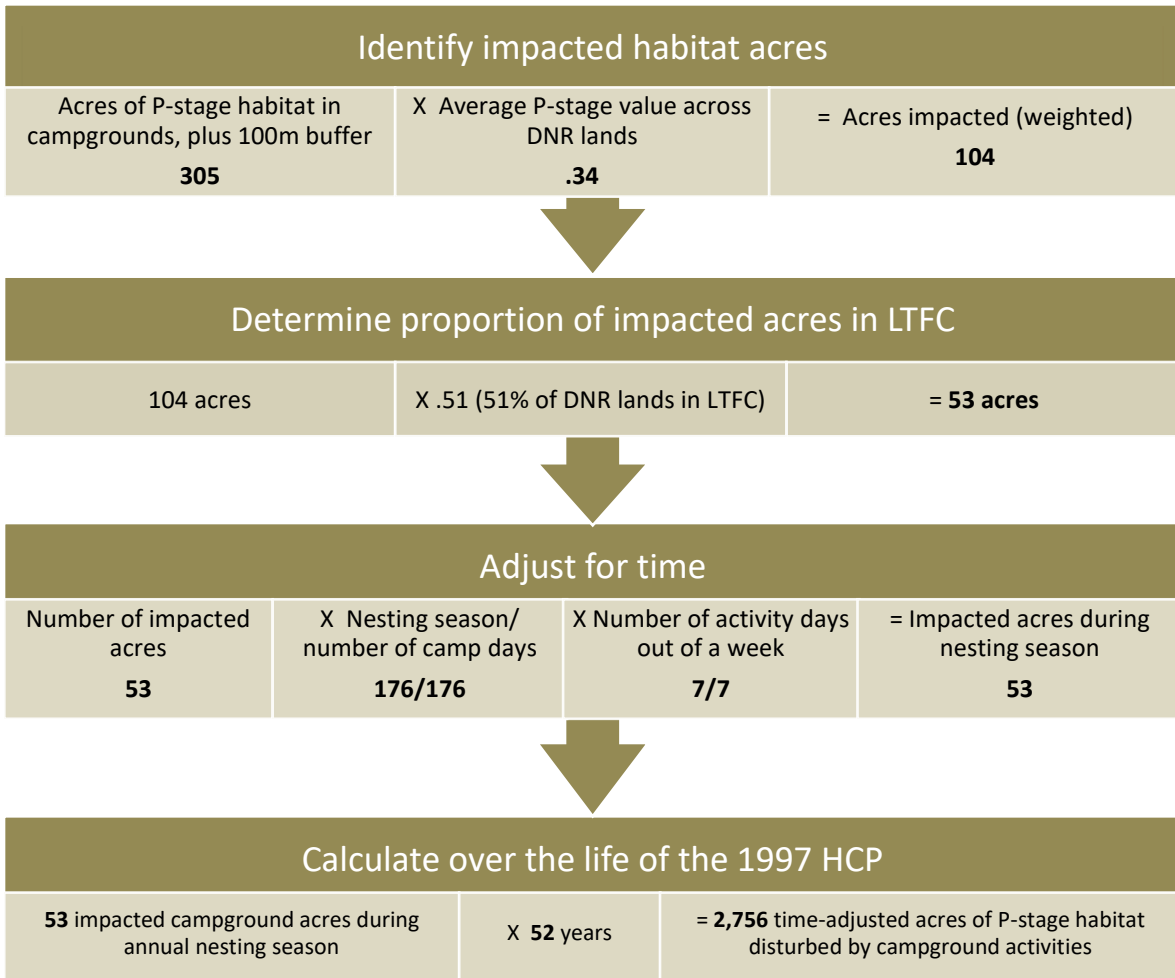 Identify impacted habitat acres
Acres of P-stage habitat in
campgrounds, plus 100m buffer
305
X Average P-stage value across
DNR lands
.34
= Acres impacted (weighted)
104
Determine proportion of impacted acres in LTFC
104 acres
X .51 (51% of DNR lands in LTFC)
= 53 acres
Adjust for time
Number of impacted
acres
53
X Nesting season/
number of camp days
176/176
X Number of activity days
out of a week
7/7
= Impacted acres during
nesting season
53
Calculate over the life of the 1997 HCP
53 impacted campground acres during
annual nesting season
X 52 years
= 2,756 time-adjusted acres of P-stage habitat
disturbed by campground activities